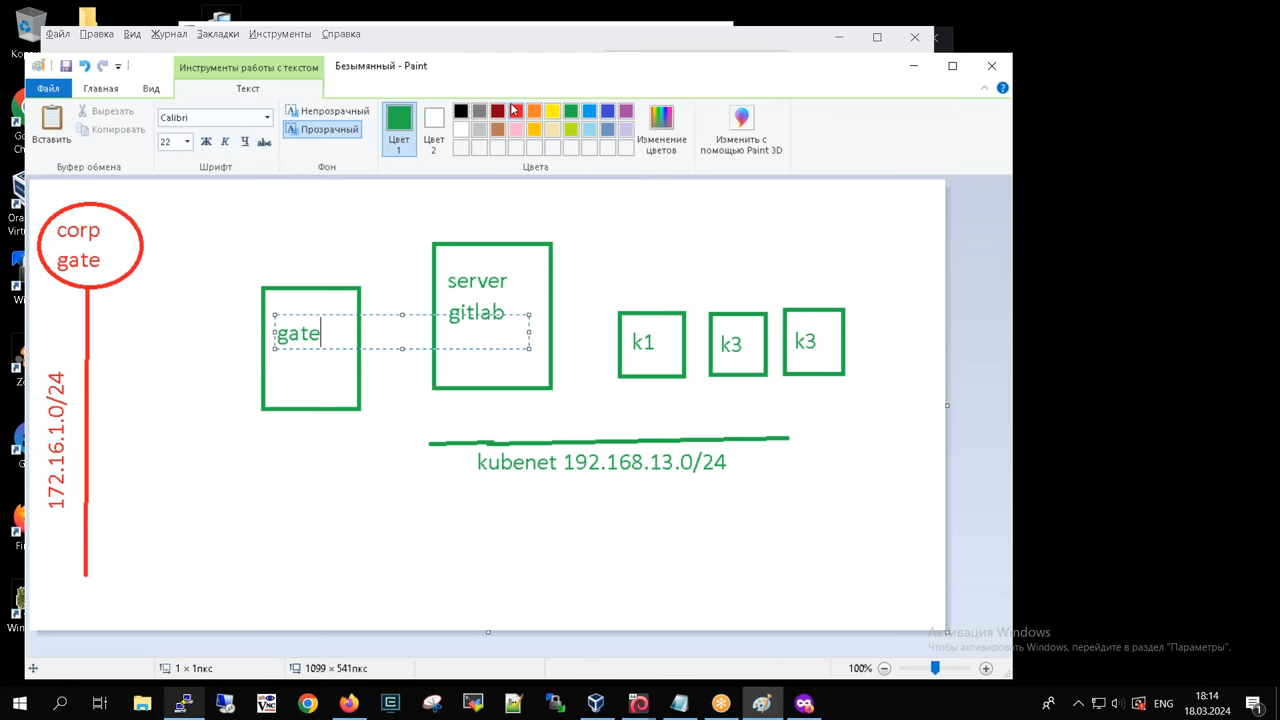 Корз
Файл Правка Вид Журнал Закладки Инструменты Справка
Инструменты работы с текстом
Безымянный - Paint
Файл Главная Вид Текст
Вставить
Вырезать
Копировать
Буфер обмена
Calibri
22
Ж К Ч abc
Шрифт
Непрозрачный
Прозрачный
Фон
Цвет
1
Цвет
2
Цвета
Изменение
цветов
Изменить с
помощью Paint 3D
corp
gate
172.16.1.0/24
gate
server
gitlab
k1
k3
k3
kubenet 192.168.13.0/24
Активация Windows
Чтобы активировать Windows, перейдите в раздел "Параметры".
1 × 1пкс
1099 × 541пкс
100%
ENG
18:14
18.03.2024